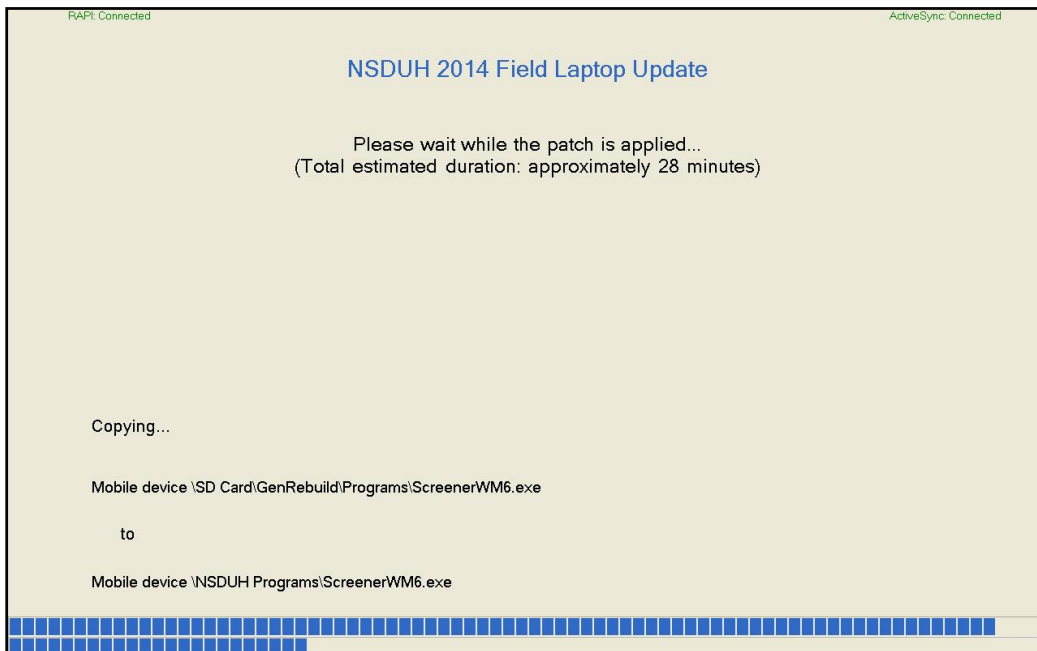 RAPI: Connected
ActiveSync: Connected
NSDUH 2014 Field Laptop Update
Please wait while the patch is applied...
(Total estimated duration: approximately 28 minutes)
Copying...
Mobile device \SD Card\GenRebuild\Programs\ScreenerWM6.exe
to
Mobile device \NSDUH Programs\ScreenerWM6.exe